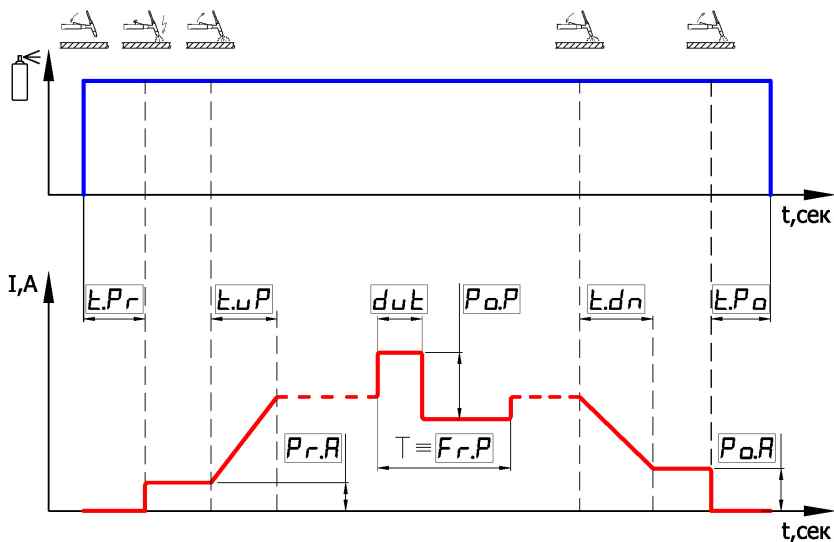 t,сек
I,A
t.Pr
t.uP
dut
Po.P
t.dn
t.Po
Pr.A
T ≡ Fr.P
Po.A
t,сек